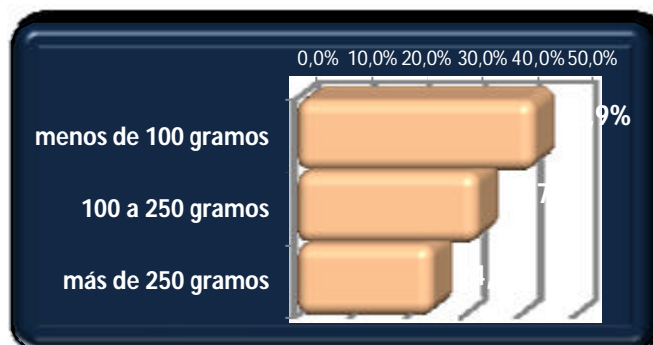 0,0% 10,0% 20,0% 30,0% 40,0% 50,0%
menos de 100 gramos
100 a 250 gramos
más de 250 gramos